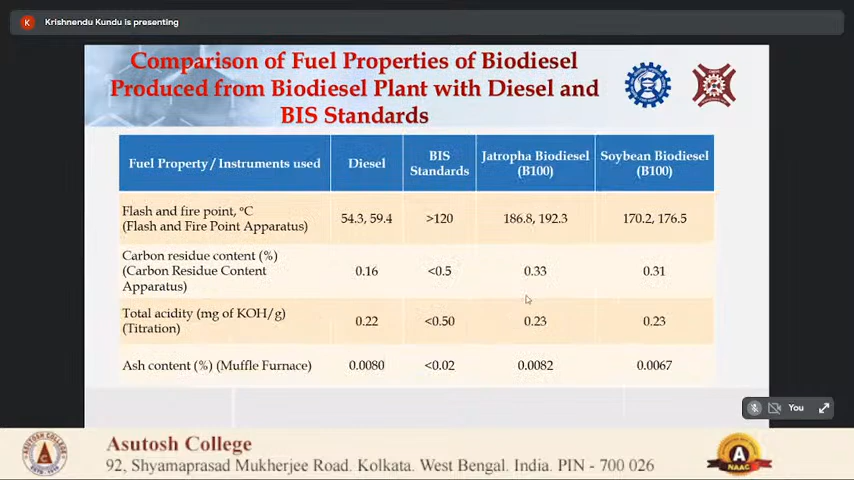 K Krishnendu Kundu is presenting
Comparison of Fuel Properties of Biodiesel
Produced from Biodiesel Plant with Diesel and
BIS Standards
Fuel Property / Instruments used
Diesel
BIS
Standards
Jatropha Biodiesel
(B100)
Soybean Biodiesel
(B100)
Flash and fire point, °C
(Flash and Fire Point Apparatus)
54.3, 59.4
>120
186.8, 192.3
170.2, 176.5
Carbon residue content (%)
(Carbon Residue Content
Apparatus)
0.16
<0.5
0.33
0.31
Total acidity (mg of KOH/g)
(Titration)
0.22
<0.50
0.23
0.23
Ash content (%) (Muffle Furnace)
0.0080
<0.02
0.0082
0.0067
You
Asutosh College
92, Shyamaprasad Mukherjee Road. Kolkata. West Bengal. India. PIN - 700 026
A
NAAC